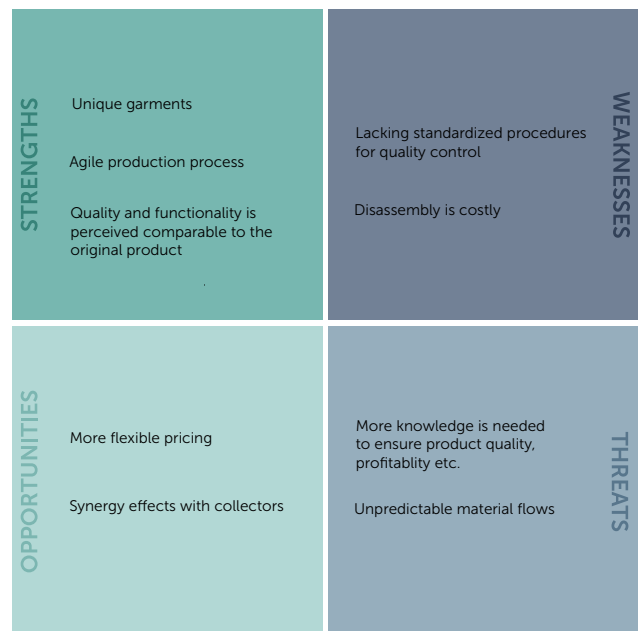 STRENGTHS
Unique garments
Agile production process
Quality and functionality is
perceived comparable to the
original product
.
WEAKNESSES
Lacking standardized procedures
for quality control
Disassembly is costly
OPPORTUNITIES
More flexible pricing
Synergy effects with collectors
THREATS
More knowledge is needed
to ensure product quality,
profitablity etc.
Unpredictable material flows